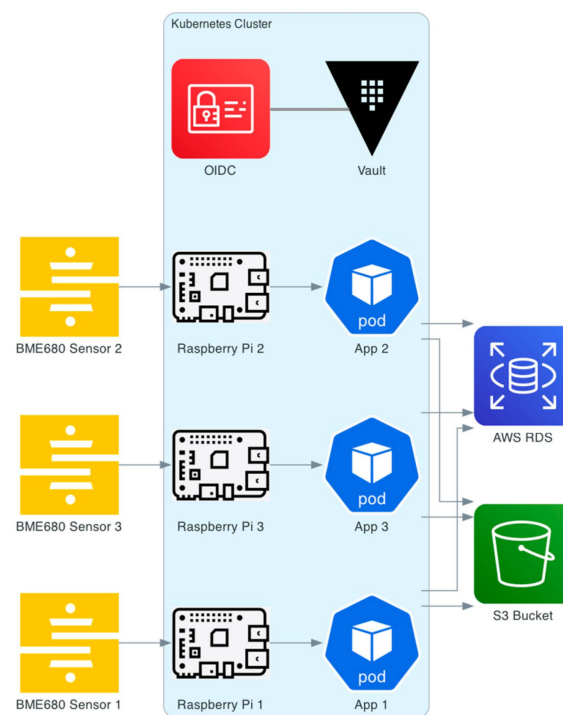 Kubernetes Cluster
OIDC
Vault
BME680 Sensor 2
Raspberry Pi 2
pod
App 2
AWS RDS
BME680 Sensor 3
Raspberry Pi 3
pod
App 3
S3 Bucket
BME680 Sensor 1
Raspberry Pi 1
pod
App 1